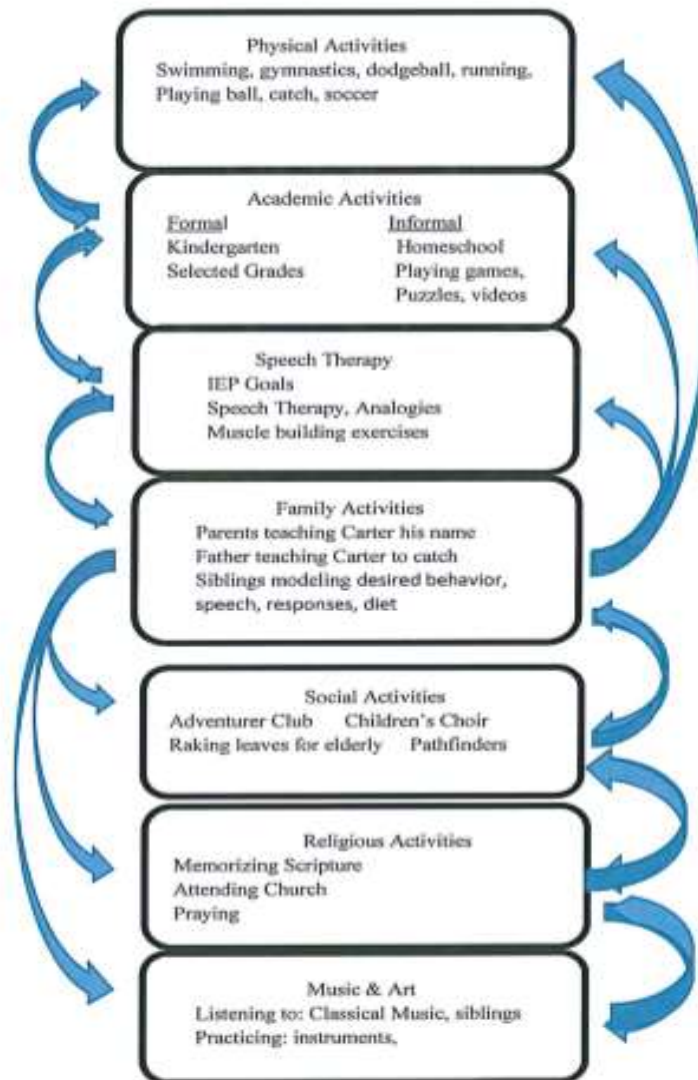 Physical Activities
Swimming, gymnastics, dodgeball, running,
Playing ball, catch, soccer
Academic Activities
Formal Informal
Kindergarten Homeschool
Selected Grades Playing games,
Puzzles, videos
Speech Therapy
IEP Goals
Speech Therapy, Analogies
Muscle building exercises
Family Activities
Parents teaching Carter his name
Father teaching Carter to catch
Siblings modeling desired behavior,
speech, responses, diet
Social Activities
Adventurer Club Children's Choir
Raking leaves for elderly Pathfinders
Religious Activities
Memorizing Scripture
Attending Church
Praying
Music & Art
Listening to: Classical Music, siblings
Practicing: instruments,